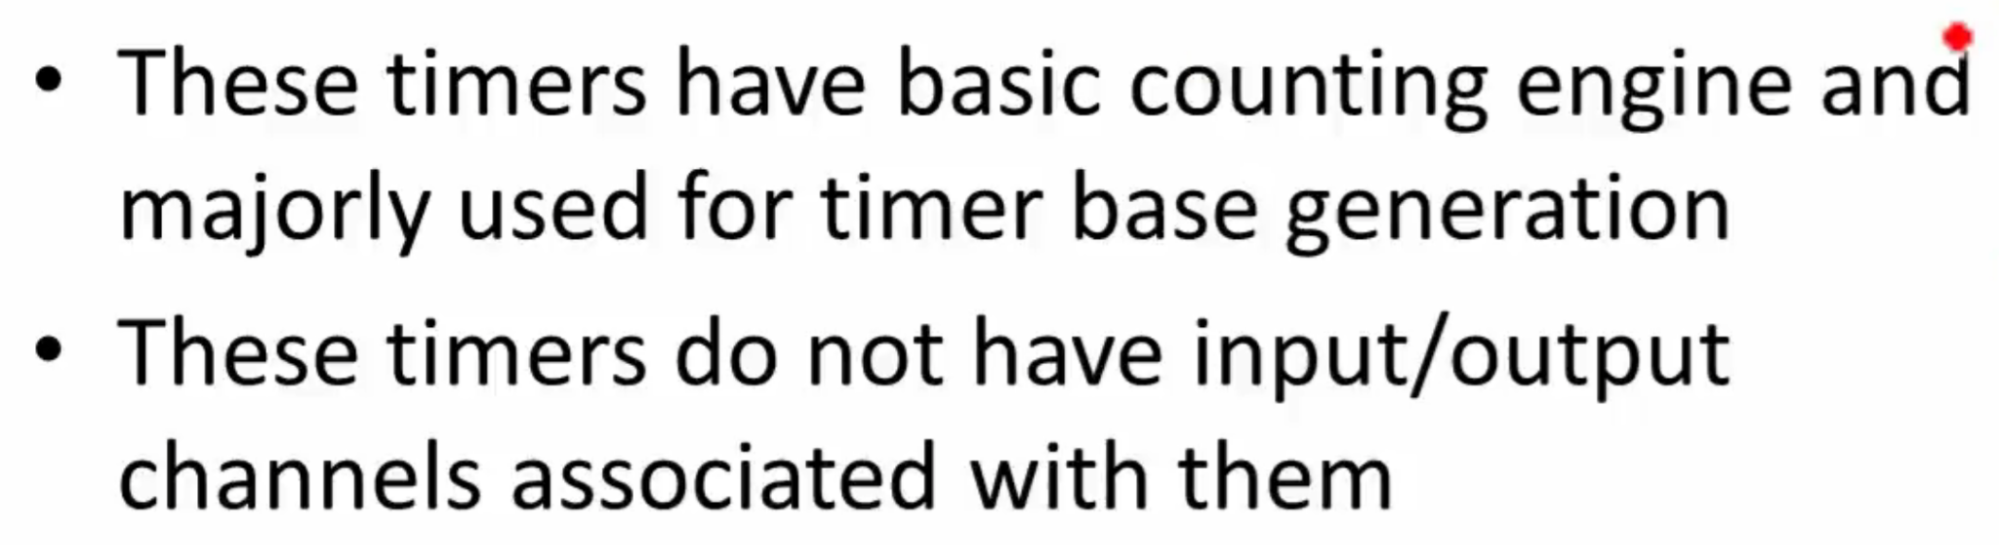 • These timers have basic counting engine and
majorly used for timer base generation
• These timers do not have input/output
channels associated with them